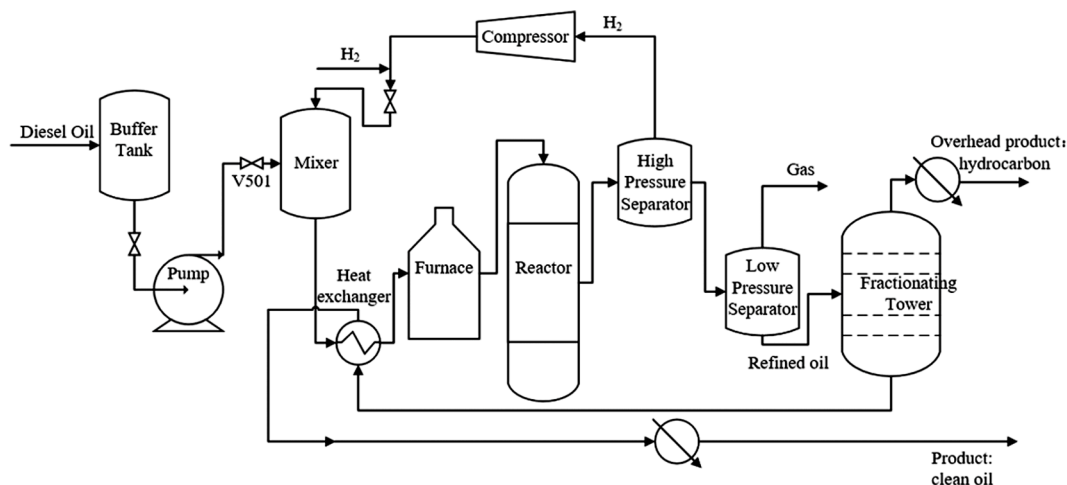 H₂
Compressor
H₂
Diesel Oil
Buffer
Tank
V501
Mixer
High
Pressure
Separator
Gas
Overhead product:
hydrocarbon
Pump
Heat
exchanger
Furnace
Reactor
Low
Pressure
Separator
Fractionating
Tower
Refined oil
Product:
clean oil